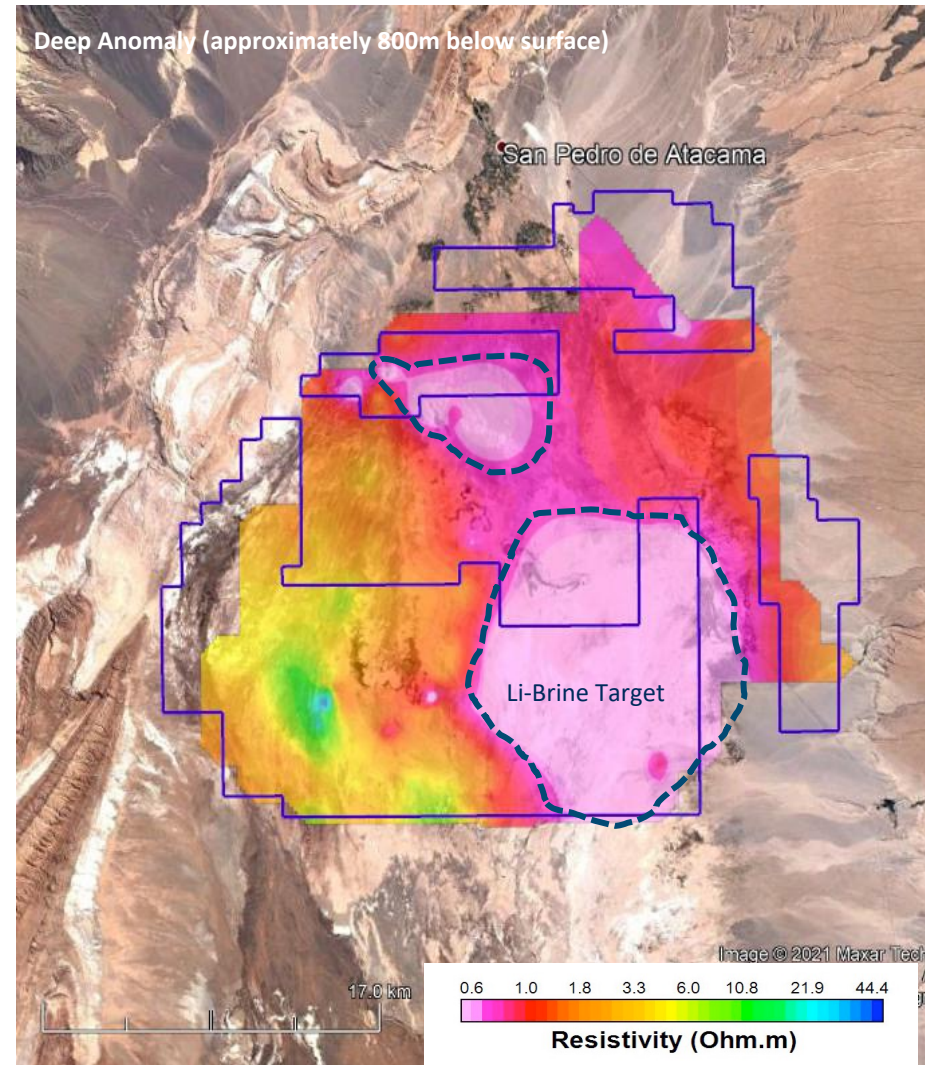 Deep Anomaly (approximately 800m below surface)
San Pedro de Atacama
Li-Brine Target
Image © 2021 Maxar Tech
17.0 km
0.6 1.0 1.8 3.3 6.0 10.8 21.9 44.4
Resistivity (Ohm.m)